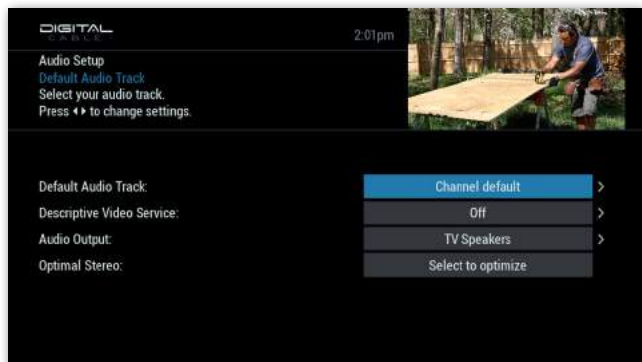 DIGITAL
CABLE
2:01pm
Audio Setup
Default Audio Track
Select your audio track.
Press ◂ ▸ to change settings.
Default Audio Track: Channel default >
Descriptive Video Service: Off >
Audio Output: TV Speakers >
Optimal Stereo: Select to optimize